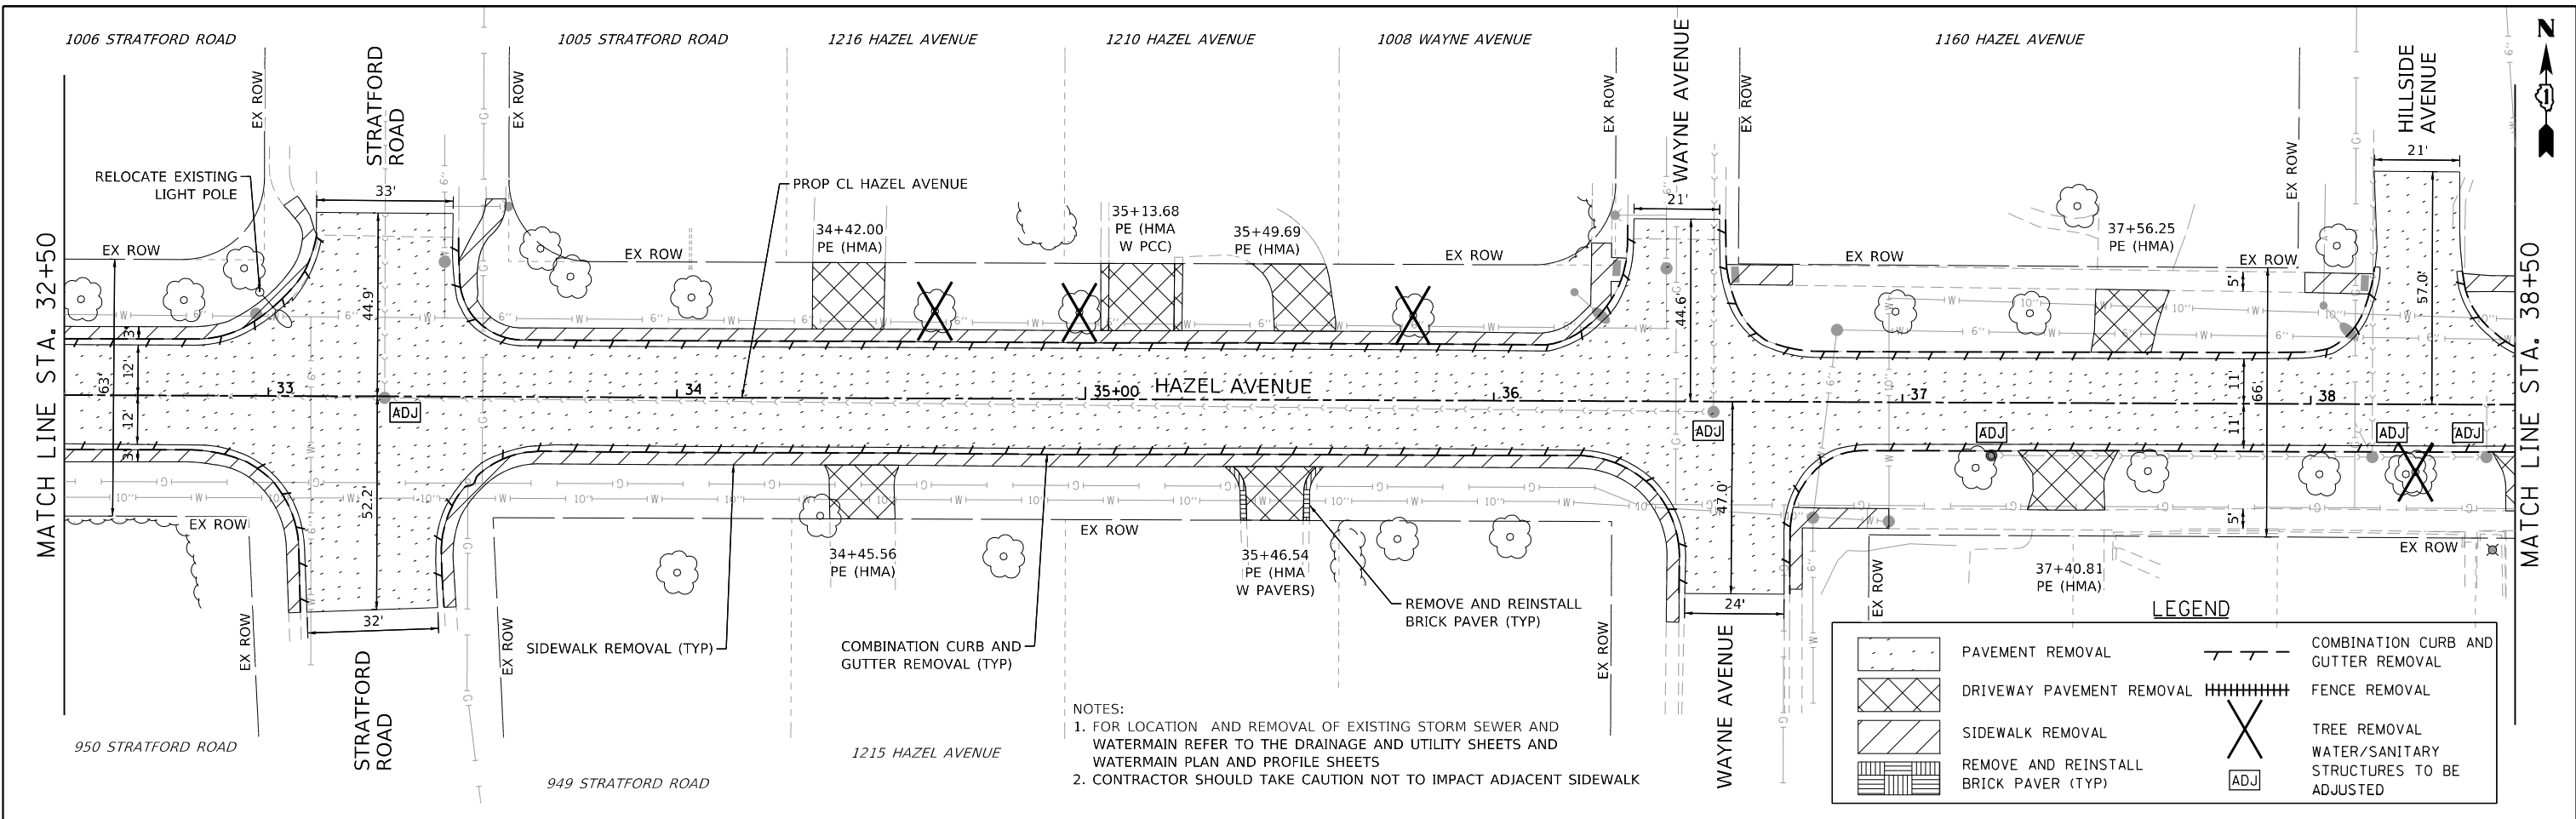 1006 STRATFORD ROAD
1005 STRATFORD ROAD
1216 HAZEL AVENUE
1210 HAZEL AVENUE
1008 WAYNE AVENUE
1160 HAZEL AVENUE
N
STRATFORD
ROAD
WAYNE AVENUE
HILLSIDE
AVENUE
EX ROW
EX ROW
EX ROW
EX ROW
EX ROW
RELOCATE EXISTING
LIGHT POLE
33'
PROP CL HAZEL AVENUE
21'
21'
34+42.00
PE (HMA)
35+13.68
PE (HMA
W PCC)
35+49.69
PE (HMA)
37+56.25
PE (HMA)
EX ROW
EX ROW
EX ROW
EX ROW
EX ROW
MATCH LINE STA. 32+50
MATCH LINE STA. 38+50
44.9'
44.6'
57.0'
5'
3'
12'
63'
12'
3'
11'
66'
11'
5'
33
34
35+00
HAZEL AVENUE
36
37
38
ADJ
ADJ
ADJ
ADJ
ADJ
52.2'
47.0'
EX ROW
EX ROW
EX ROW
34+45.56
PE (HMA)
35+46.54
PE (HMA
W PAVERS)
37+40.81
PE (HMA)
REMOVE AND REINSTALL
BRICK PAVER (TYP)
32'
24'
EX ROW
EX ROW
EX ROW
EX ROW
SIDEWALK REMOVAL (TYP)
COMBINATION CURB AND
GUTTER REMOVAL (TYP)
STRATFORD
ROAD
WAYNE AVENUE
950 STRATFORD ROAD
949 STRATFORD ROAD
1215 HAZEL AVENUE
NOTES:
1. FOR LOCATION AND REMOVAL OF EXISTING STORM SEWER AND
WATERMAIN REFER TO THE DRAINAGE AND UTILITY SHEETS AND
WATERMAIN PLAN AND PROFILE SHEETS
2. CONTRACTOR SHOULD TAKE CAUTION NOT TO IMPACT ADJACENT SIDEWALK
LEGEND
PAVEMENT REMOVAL
DRIVEWAY PAVEMENT REMOVAL
SIDEWALK REMOVAL
REMOVE AND REINSTALL
BRICK PAVER (TYP)
COMBINATION CURB AND
GUTTER REMOVAL
FENCE REMOVAL
TREE REMOVAL
ADJ
WATER/SANITARY
STRUCTURES TO BE
ADJUSTED